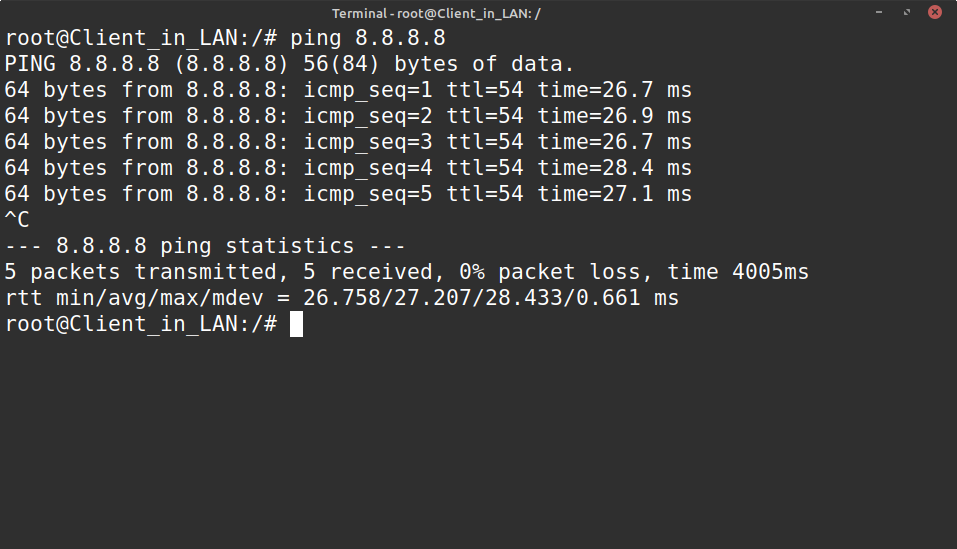 Terminal - root@Client_in_LAN: /
root@Client_in_LAN:/# ping 8.8.8.8
PING 8.8.8.8 (8.8.8.8) 56(84) bytes of data.
64 bytes from 8.8.8.8: icmp_seq=1 ttl=54 time=26.7 ms
64 bytes from 8.8.8.8: icmp_seq=2 ttl=54 time=26.9 ms
64 bytes from 8.8.8.8: icmp_seq=3 ttl=54 time=26.7 ms
64 bytes from 8.8.8.8: icmp_seq=4 ttl=54 time=28.4 ms
64 bytes from 8.8.8.8: icmp_seq=5 ttl=54 time=27.1 ms
^C
--- 8.8.8.8 ping statistics ---
5 packets transmitted, 5 received, 0% packet loss, time 4005ms
rtt min/avg/max/mdev = 26.758/27.207/28.433/0.661 ms
root@Client_in_LAN:/#